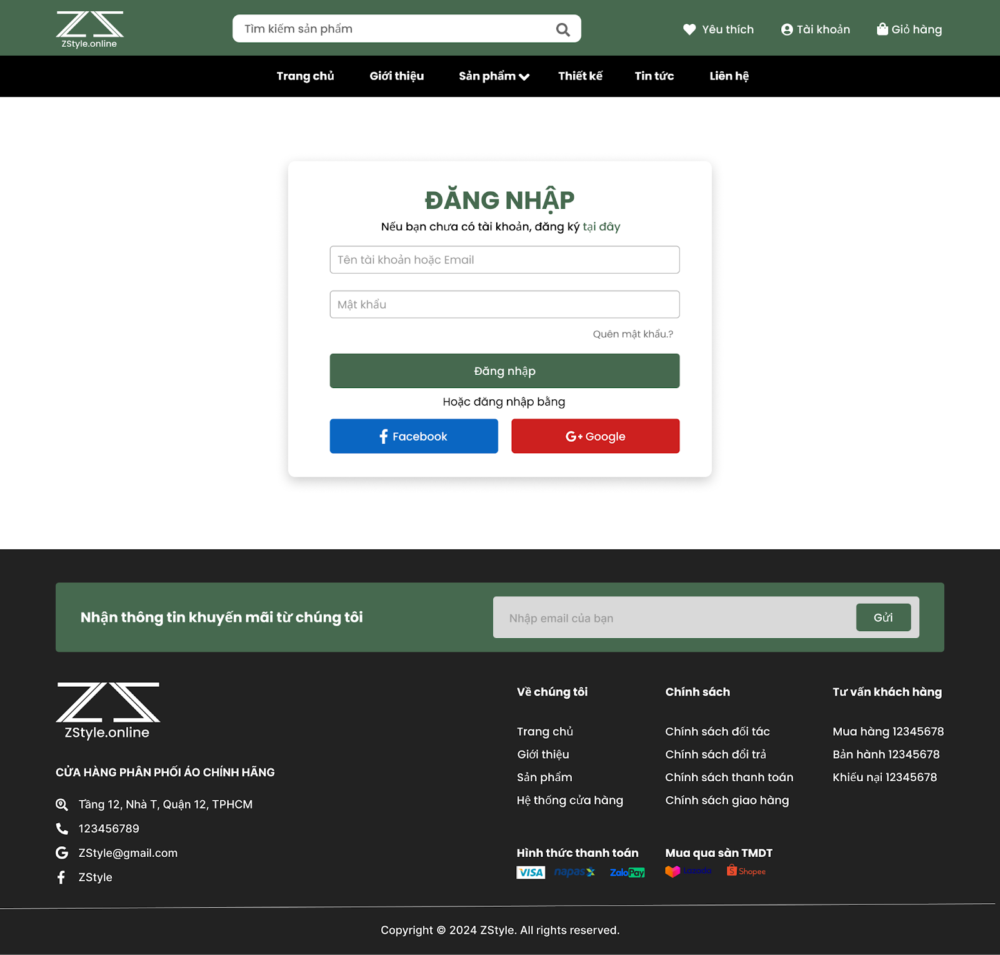 ZStyle.online
Tìm kiếm sản phẩm
Yêu thích
Tài khoản
Giỏ hàng
Trang chủ
Giới thiệu
Sản phẩm
Thiết kế
Tin tức
Liên hệ
ĐĂNG NHẬP
Nếu bạn chưa có tài khoản, đăng ký tại đây
Tên tài khoản hoặc Email
Mật khẩu
Quên mật khẩu.?
Đăng nhập
Hoặc đăng nhập bằng
Facebook
G+ Google
Nhận thông tin khuyến mãi từ chúng tôi
Nhập email của bạn
Gửi
ZStyle.online
CỬA HÀNG PHÂN PHỐI ÁO CHÍNH HÃNG
Tầng 12, Nhà T, Quận 12, TPHCM
123456789
ZStyle@gmail.com
ZStyle
Về chúng tôi
Trang chủ
Giới thiệu
Sản phẩm
Hệ thống cửa hàng
Chính sách
Chính sách đối tác
Chính sách đổi trả
Chính sách thanh toán
Chính sách giao hàng
Tư vấn khách hàng
Mua hàng 12345678
Bản hành 12345678
Khiếu nại 12345678
Hình thức thanh toán
VISA
napas
ZaloPay
Mua qua sàn TMDT
Lazada
Shopee
Copyright © 2024 ZStyle. All rights reserved.